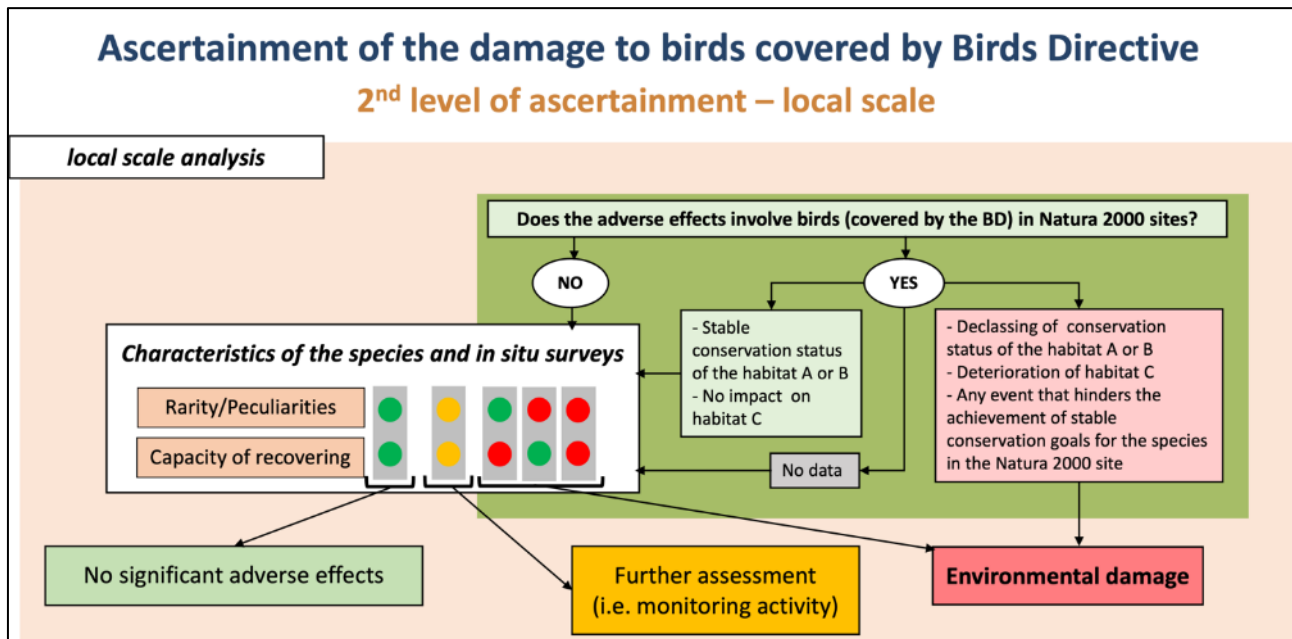 Ascertainment of the damage to birds covered by Birds Directive
2nd level of ascertainment – local scale
local scale analysis
Does the adverse effects involve birds (covered by the BD) in Natura 2000 sites?
NO
YES
Characteristics of the species and in situ surveys
Rarity/Peculiarities
Capacity of recovering
- Stable
conservation status
of the habitat A or B
- No impact on
habitat C
No data
- Declassing of conservation
status of the habitat A or B
- Deterioration of habitat C
- Any event that hinders the
achievement of stable
conservation goals for the species
in the Natura 2000 site
No significant adverse effects
Further assessment
(i.e. monitoring activity)
Environmental damage